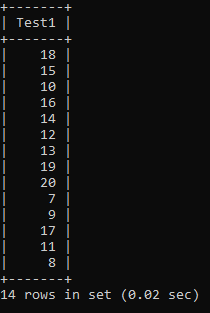 +-------+
| Test1 |
+-------+
|    18 |
|    15 |
|    10 |
|    16 |
|    14 |
|    12 |
|    13 |
|    19 |
|    20 |
|     7 |
|     9 |
|    17 |
|    11 |
|     8 |
+-------+
14 rows in set (0.02 sec)